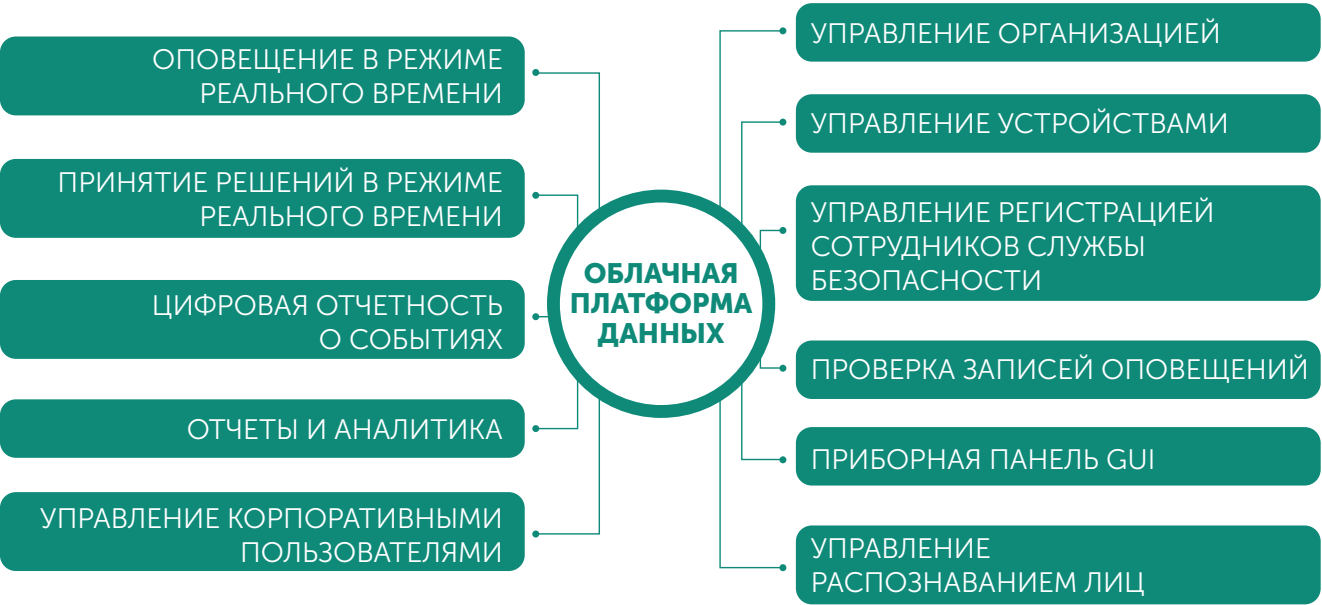 ОПОВЕЩЕНИЕ В РЕЖИМЕ
РЕАЛЬНОГО ВРЕМЕНИ
ПРИНЯТИЕ РЕШЕНИЙ В РЕЖИМЕ
РЕАЛЬНОГО ВРЕМЕНИ
ЦИФРОВАЯ ОТЧЕТНОСТЬ
О СОБЫТИЯХ
ОТЧЕТЫ И АНАЛИТИКА
УПРАВЛЕНИЕ КОРПОРАТИВНЫМИ
ПОЛЬЗОВАТЕЛЯМИ
ОБЛАЧНАЯ
ПЛАТФОРМА
ДАННЫХ
УПРАВЛЕНИЕ ОРГАНИЗАЦИЕЙ
УПРАВЛЕНИЕ УСТРОЙСТВАМИ
УПРАВЛЕНИЕ РЕГИСТРАЦИЕЙ
СОТРУДНИКОВ СЛУЖБЫ
БЕЗОПАСНОСТИ
ПРОВЕРКА ЗАПИСЕЙ ОПОВЕЩЕНИЙ
ПРИБОРНАЯ ПАНЕЛЬ GUI
УПРАВЛЕНИЕ
РАСПОЗНАВАНИЕМ ЛИЦ